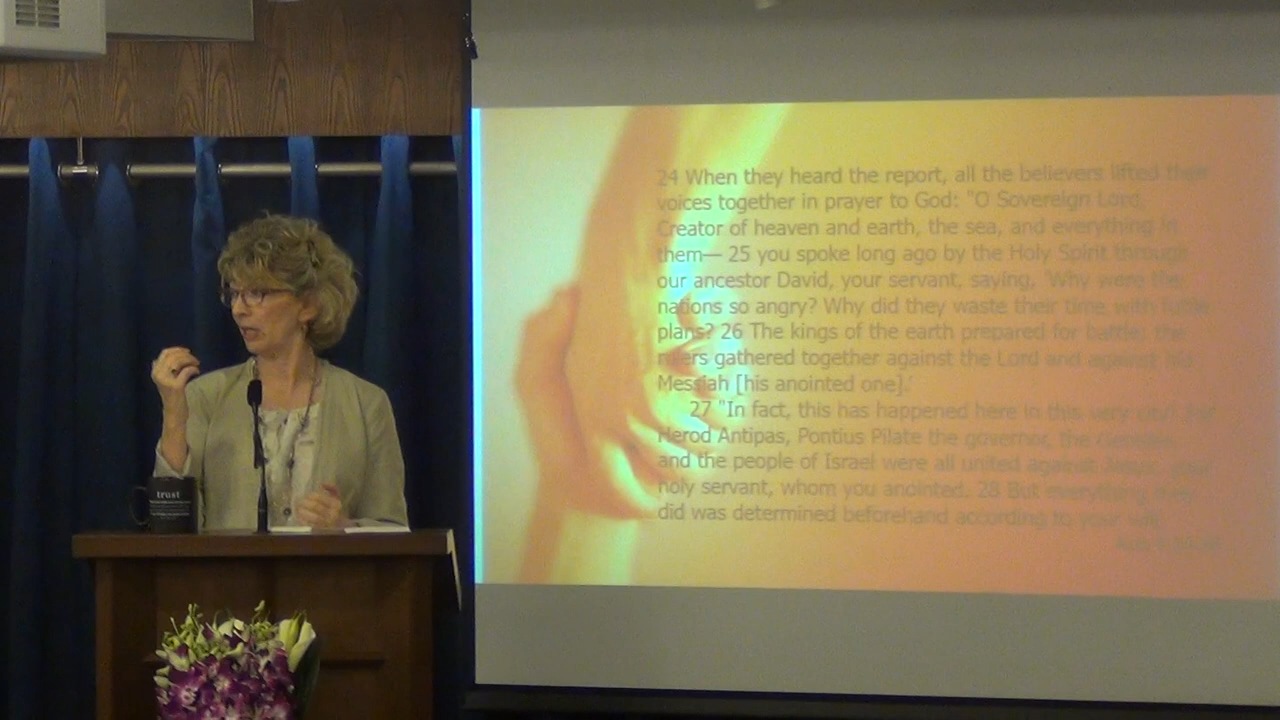 trust
24 When they heard the report, all the believers lifted their
voices together in prayer to God: "O Sovereign Lord,
Creator of heaven and earth, the sea, and everything in
them— 25 you spoke long ago by the Holy Spirit through
our ancestor David, your servant, saying, 'Why were the
nations so angry? Why did they waste their time with futile
plans? 26 The kings of the earth prepared for battle; the
rulers gathered together against the Lord and against his
Messiah [his anointed one].'
27 "In fact, this has happened here in this very city! For
Herod Antipas, Pontius Pilate the governor, the Gentiles,
and the people of Israel were all united against Jesus, your
holy servant, whom you anointed. 28 But everything they
did was determined beforehand according to your will.